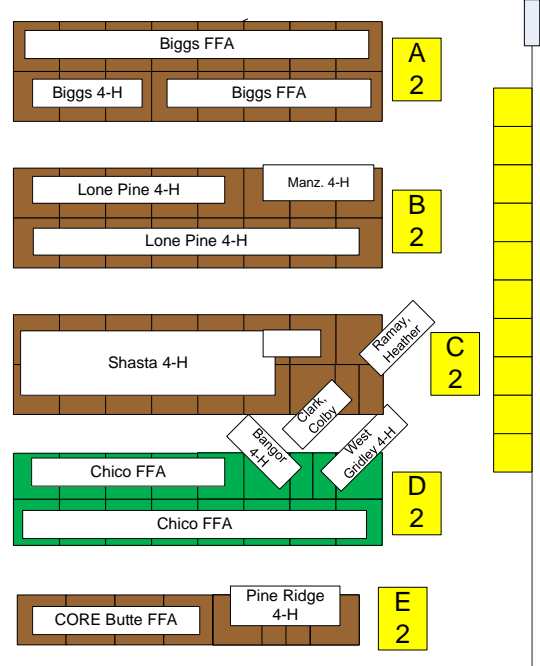 Biggs FFA
A
2
Biggs 4-H
Biggs FFA
Lone Pine 4-H
Manz. 4-H
B
2
Lone Pine 4-H
Ramay,
Heather
Shasta 4-H
C
2
Clark,
Colby
Bangor
4-H
West
Gridley 4-H
Chico FFA
D
2
Chico FFA
Pine Ridge
4-H
CORE Butte FFA
E
2